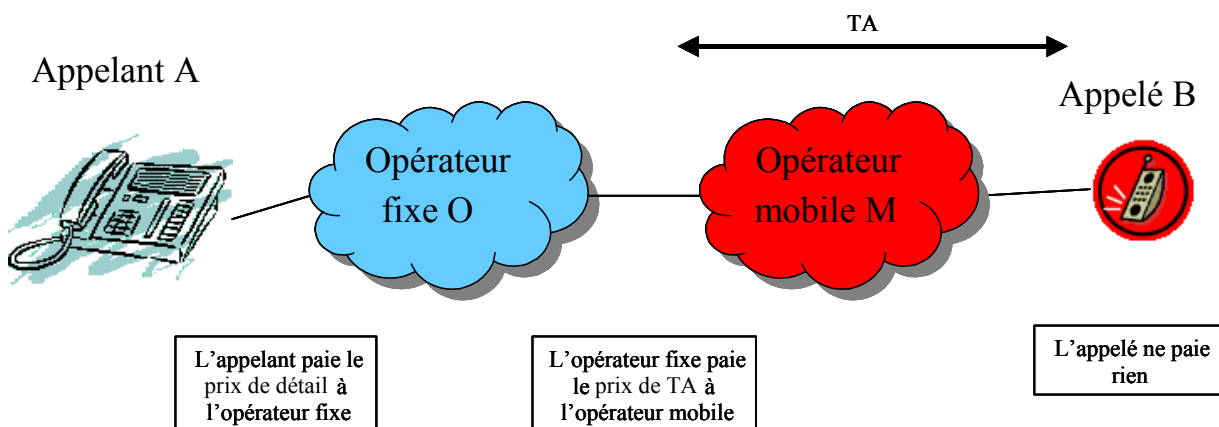 TA
Appelant A
Appelé B
Opérateur
fixe O
Opérateur
mobile M
L'appelant paie le
prix de détail à
l'opérateur fixe
L'opérateur fixe paie
le prix de TA à
l'opérateur mobile
L'appelé ne paie
rien